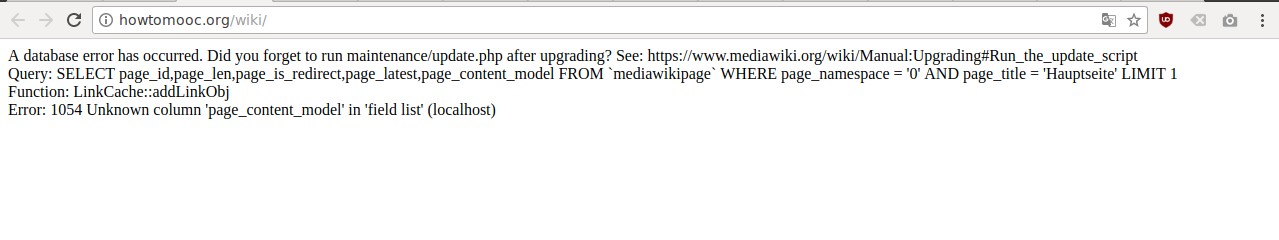 howtomooc.org/wiki/
A database error has occurred. Did you forget to run maintenance/update.php after upgrading? See: https://www.mediawiki.org/wiki/Manual:Upgrading#Run_the_update_script
Query: SELECT page_id,page_len,page_is_redirect,page_latest,page_content_model FROM `mediawikipage` WHERE page_namespace = '0' AND page_title = 'Hauptseite' LIMIT 1
Function: LinkCache::addLinkObj
Error: 1054 Unknown column 'page_content_model' in 'field list' (localhost)